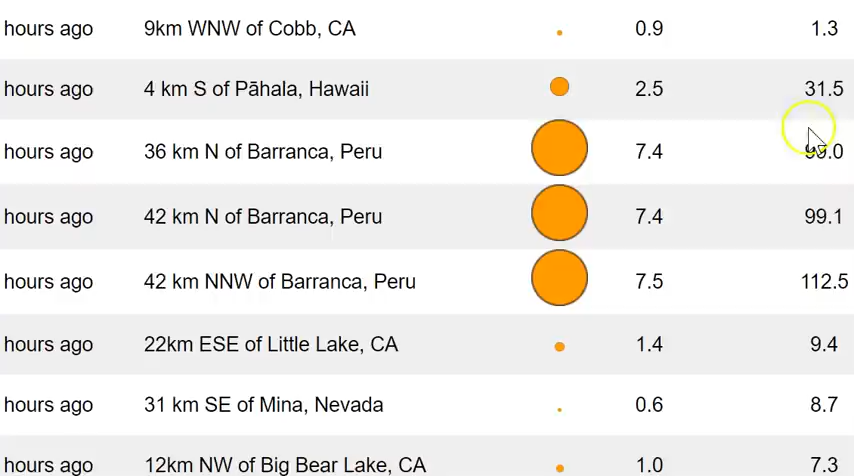 hours ago 9km WNW of Cobb, CA 0.9 1.3
hours ago 4 km S of Pāhala, Hawaii 2.5 31.5
hours ago 36 km N of Barranca, Peru 7.4
hours ago 42 km N of Barranca, Peru 7.4 99.1
hours ago 42 km NNW of Barranca, Peru 7.5 112.5
hours ago 22km ESE of Little Lake, CA 1.4 9.4
hours ago 31 km SE of Mina, Nevada 0.6 8.7
hours ago 12km NW of Big Bear Lake, CA 1.0 7.3